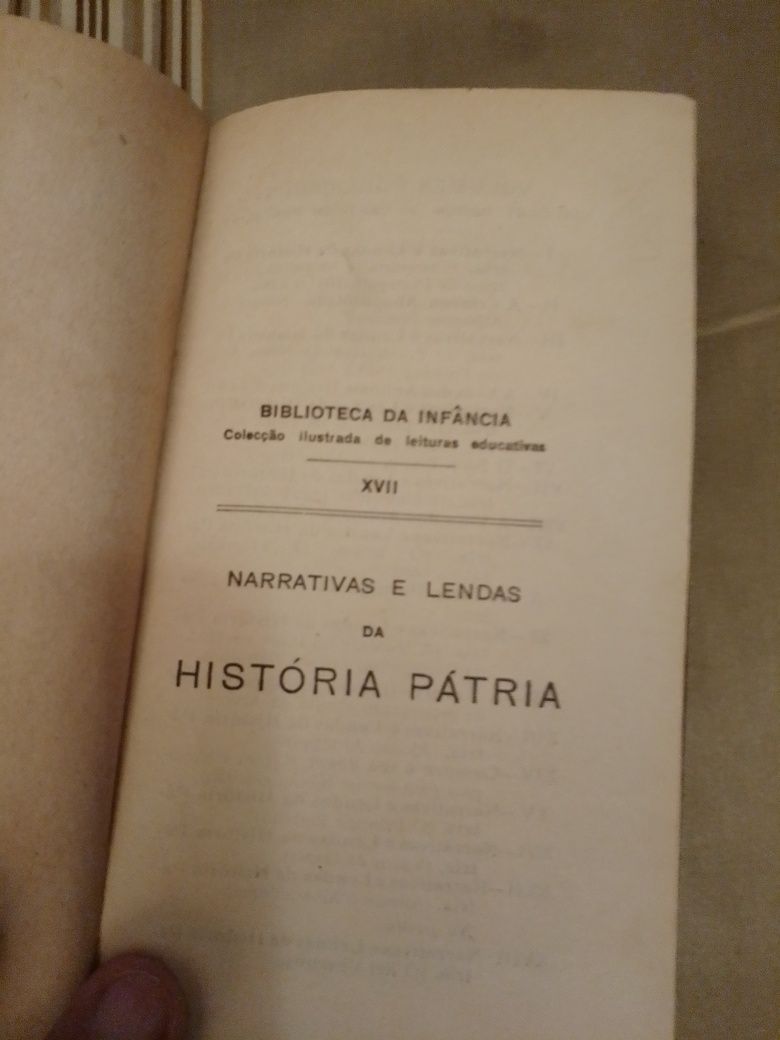 BIBLIOTECA DA INFÂNCIA
Colecção ilustrada de leituras educativas
XVII
NARRATIVAS E LENDAS
DA
HISTÓRIA PÁTRIA